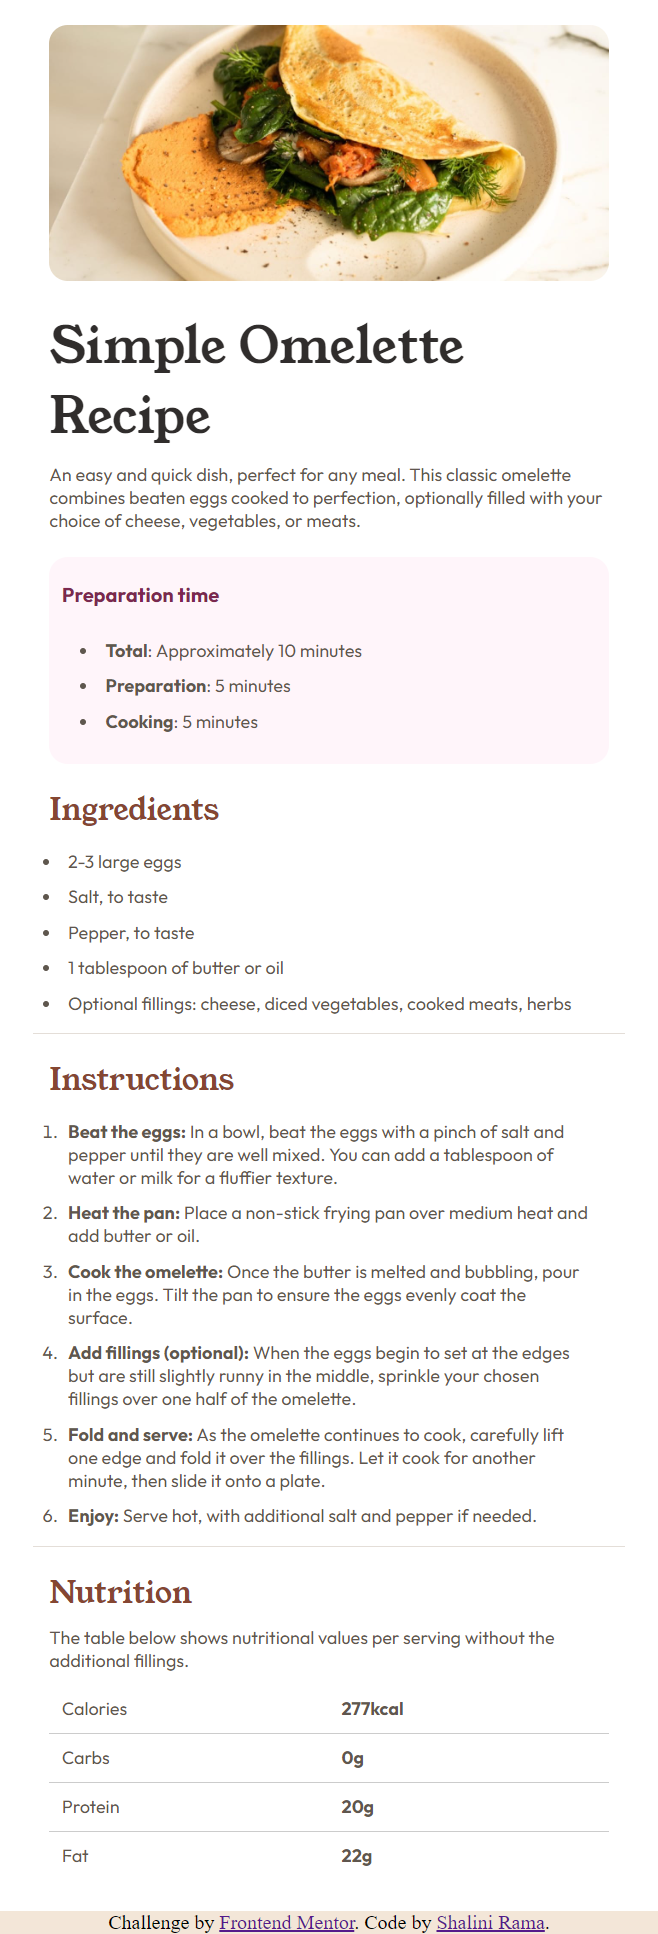 Simple Omelette
Recipe
An easy and quick dish, perfect for any meal. This classic omelette
combines beaten eggs cooked to perfection, optionally filled with your
choice of cheese, vegetables, or meats.
Preparation time
• Total: Approximately 10 minutes
• Preparation: 5 minutes
• Cooking: 5 minutes
Ingredients
• 2-3 large eggs
• Salt, to taste
• Pepper, to taste
• 1 tablespoon of butter or oil
• Optional fillings: cheese, diced vegetables, cooked meats, herbs
Instructions
1. Beat the eggs: In a bowl, beat the eggs with a pinch of salt and
pepper until they are well mixed. You can add a tablespoon of
water or milk for a fluffier texture.
2. Heat the pan: Place a non-stick frying pan over medium heat and
add butter or oil.
3. Cook the omelette: Once the butter is melted and bubbling, pour
in the eggs. Tilt the pan to ensure the eggs evenly coat the
surface.
4. Add fillings (optional): When the eggs begin to set at the edges
but are still slightly runny in the middle, sprinkle your chosen
fillings over one half of the omelette.
5. Fold and serve: As the omelette continues to cook, carefully lift
one edge and fold it over the fillings. Let it cook for another
minute, then slide it onto a plate.
6. Enjoy: Serve hot, with additional salt and pepper if needed.
Nutrition
The table below shows nutritional values per serving without the
additional fillings.
Calories 277kcal
Carbs 0g
Protein 20g
Fat 22g
Challenge by Frontend Mentor. Code by Shalini Rama.